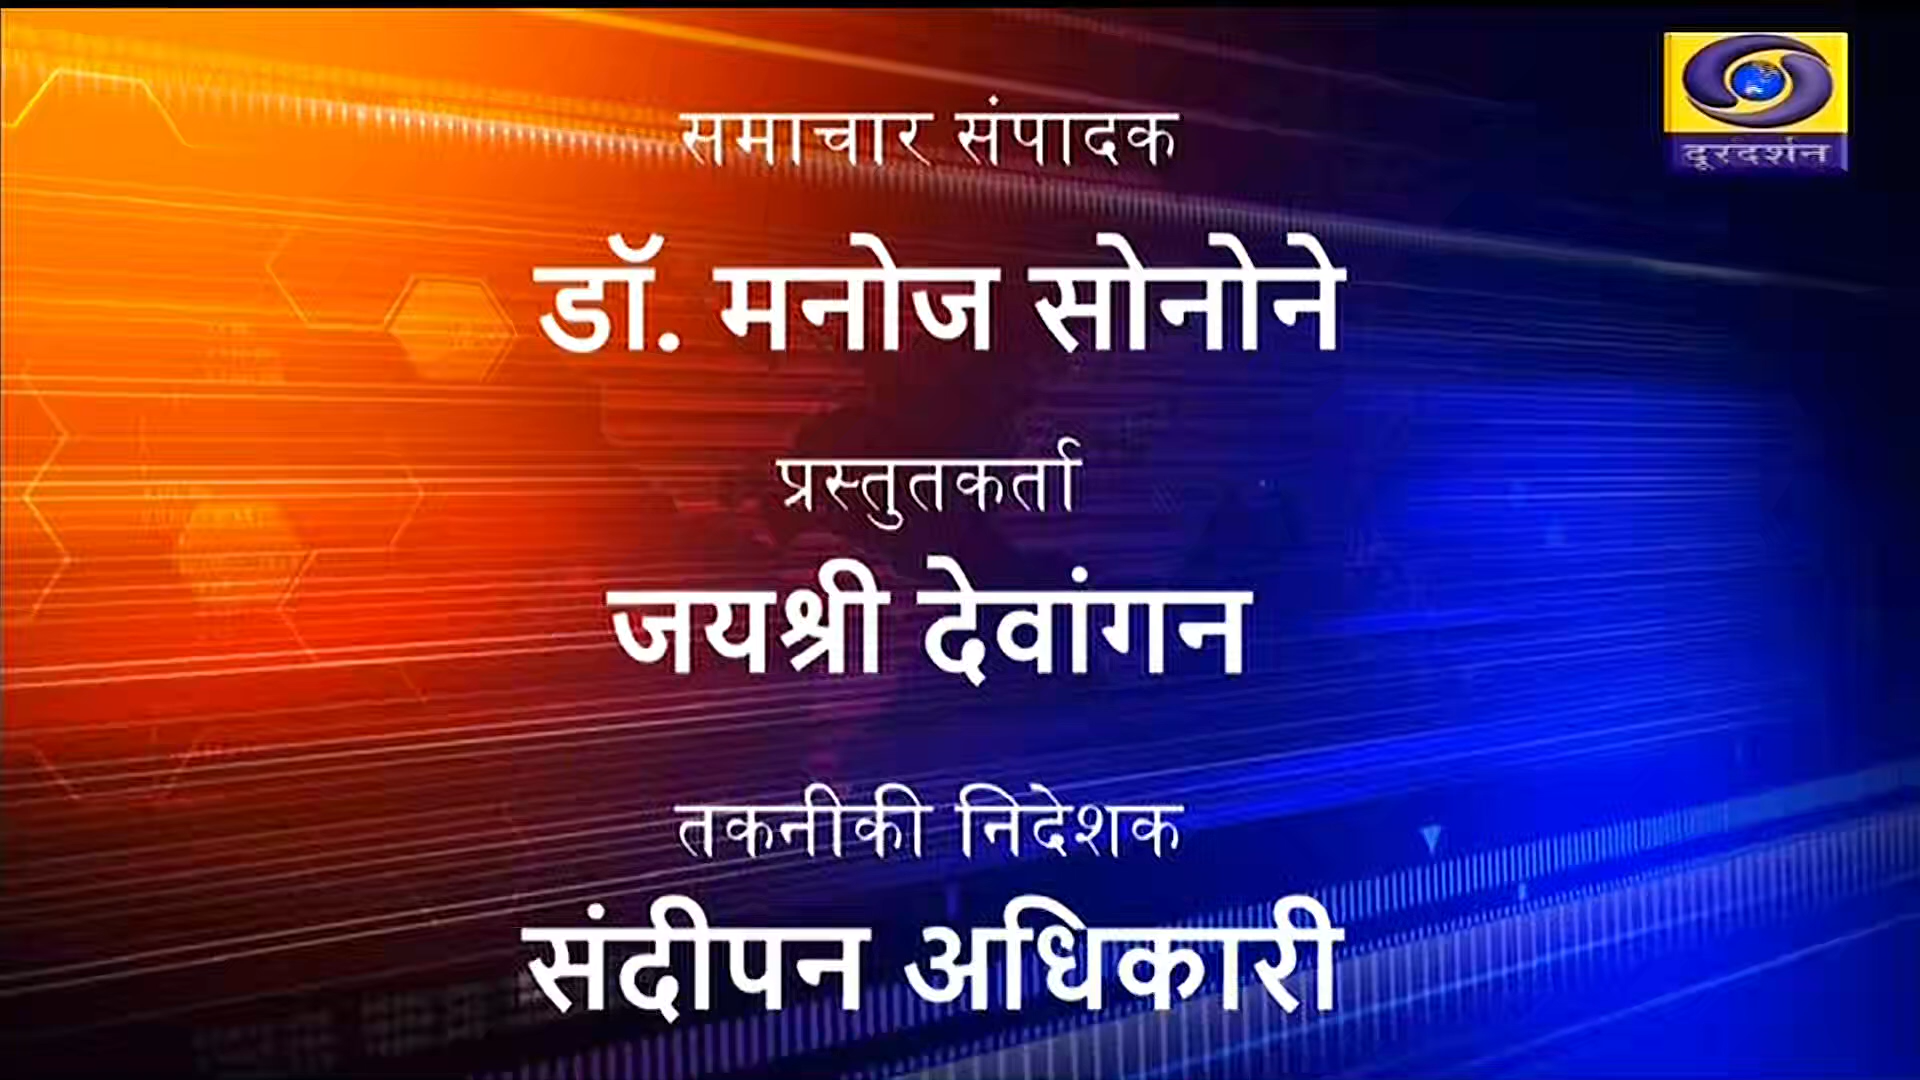 दूरदर्शन
समाचार संपादक
डॉ. मनोज सोनोने
प्रस्तुतकर्ता
जयश्री देवांगन
तकनीकी निदेशक
संदीपन अधिकारी